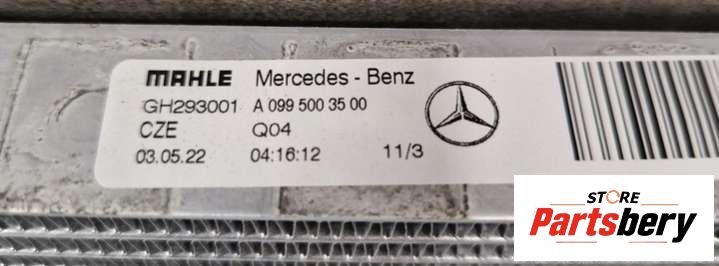 MAHLE Mercedes - Benz
GH293001 A 099 500 35 00
CZE Q04
03.05.22 04:16:12 11/3
STORE
Partsbery